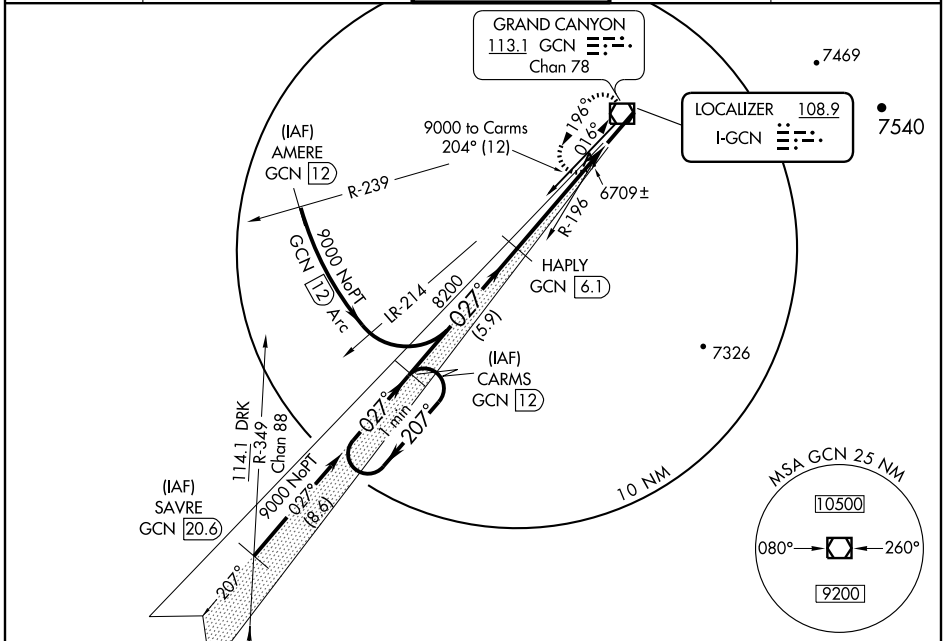 GRAND CANYON
113.1 GCN
Chan 78
7469
7540
LOCALIZER 108.9
I-GCN
(IAF)
AMERE
GCN 12
9000 to Carms
204° (12)
196°
016°
6709±
R-239
R-196
9000 NoPT
GCN 12 Arc
LR-214
8200
027°
(5.9)
HAPLY
GCN 6.1
7326
(IAF)
CARMS
GCN 12
027°
1 min
207°
114.1 DRK
R-349
Chan 88
9000 NoPT
027°
(8.6)
(IAF)
SAVRE
GCN 20.6
207°
10 NM
MSA GCN 25 NM
10500
080°
260°
9200